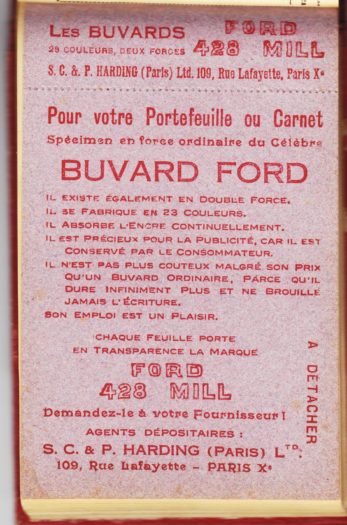 LES BUVARDS FORD
23 COULEURS, DEUX FORCES 428 MILL
S. C. & P. HARDING (Paris) Ltd. 109, Rue Lafayette, Paris Xe
Pour votre Portefeuille ou Carnet
Spécimen en force ordinaire du Célèbre
BUVARD FORD
IL EXISTE ÉGALEMENT EN DOUBLE FORCE.
IL SE FABRIQUE EN 23 COULEURS.
IL ABSORBE L'ENCRE CONTINUELLEMENT.
IL EST PRÉCIEUX POUR LA PUBLICITÉ, CAR IL EST
CONSERVÉ PAR LE CONSOMMATEUR.
IL N'EST PAS PLUS COUTEUX MALGRÉ SON PRIX
QU'UN BUVARD ORDINAIRE, PARCE QU'IL
DURE INFINIMENT PLUS ET NE BROUILLE
JAMAIS L'ÉCRITURE.
SON EMPLOI EST UN PLAISIR.
CHAQUE FEUILLE PORTE
EN TRANSPARENCE LA MARQUE
FORD
428 MILL
Demandez-le à votre Fournisseur !
AGENTS DÉPOSITAIRES :
S. C. & P. HARDING (PARIS) LTD.
109, Rue Lafayette - PARIS Xe
A DÉTACHER